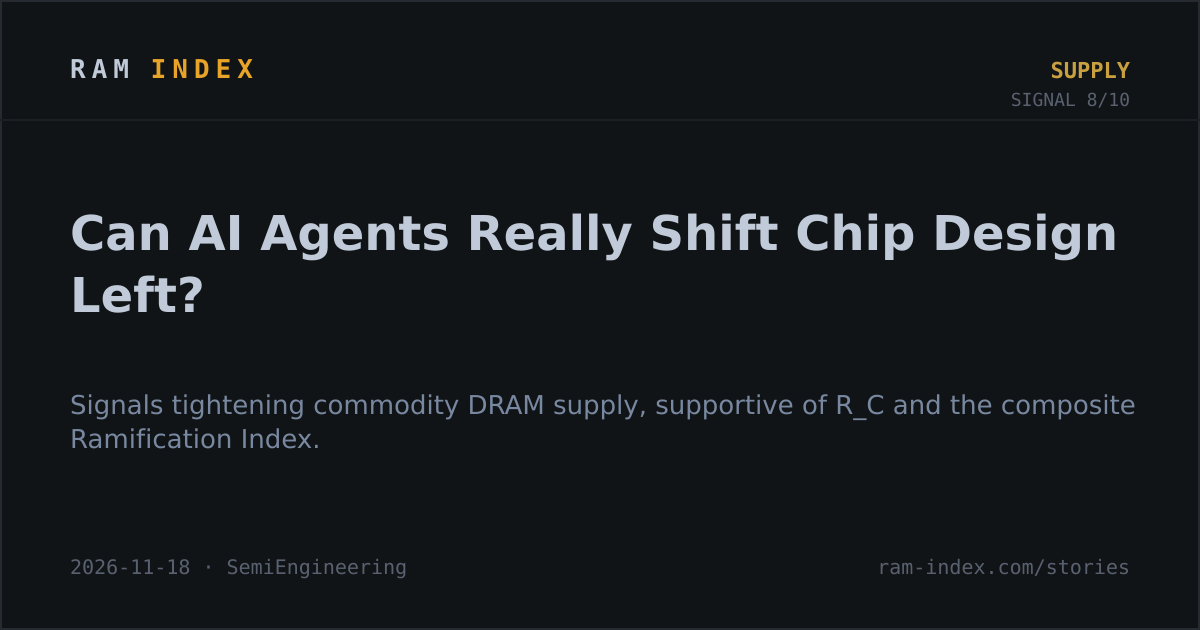 RAM INDEX
SUPPLY
SIGNAL 8/10
Can AI Agents Really Shift Chip Design
Left?
Signals tightening commodity DRAM supply, supportive of R_C and the composite
Ramification Index.
2026-11-18 · SemiEngineering
ram-index.com/stories